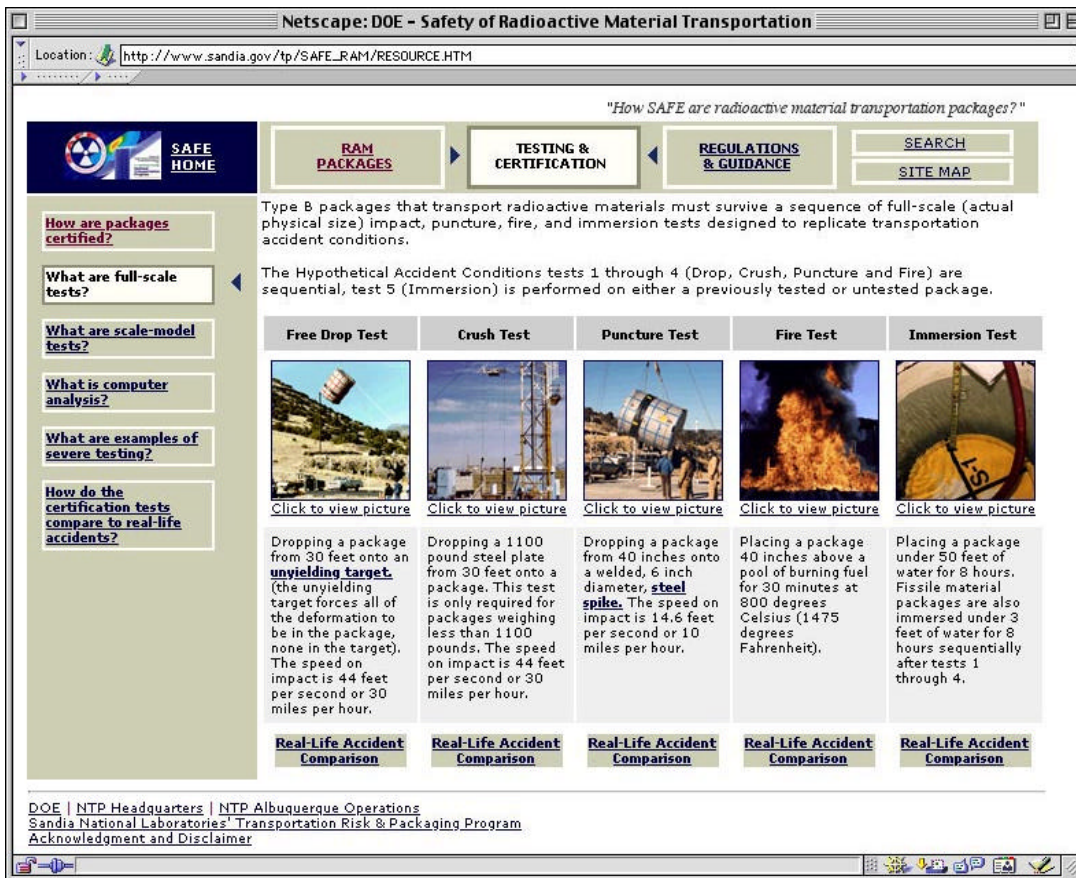 Netscape: DOE - Safety of Radioactive Material Transportation
Location: http://www.sandia.gov/tp/SAFE_RAM/RESOURCE.HTM
"How SAFE are radioactive material transportation packages?"
SAFE
HOME
RAM
PACKAGES
TESTING &
CERTIFICATION
REGULATIONS
& GUIDANCE
SEARCH
SITE MAP
How are packages
certified?
What are full-scale
tests?
What are scale-model
tests?
What is computer
analysis?
What are examples of
severe testing?
How do the
certification tests
compare to real-life
accidents?
Type B packages that transport radioactive materials must survive a sequence of full-scale (actual
physical size) impact, puncture, fire, and immersion tests designed to replicate transportation
accident conditions.
The Hypothetical Accident Conditions tests 1 through 4 (Drop, Crush, Puncture and Fire) are
sequential, test 5 (Immersion) is performed on either a previously tested or untested package.
Free Drop Test
Click to view picture
Dropping a package
from 30 feet onto an
unyielding target.
(the unyielding
target forces all of
the deformation to
be in the package,
none in the target).
The speed on
impact is 44 feet
per second or 30
miles per hour.
Real-Life Accident
Comparison
Crush Test
Click to view picture
Dropping a 1100
pound steel plate
from 30 feet onto a
package. This test
is only required for
packages weighing
less than 1100
pounds. The speed
on impact is 44 feet
per second or 30
miles per hour.
Real-Life Accident
Comparison
Puncture Test
Click to view picture
Dropping a package
from 40 inches onto
a welded, 6 inch
diameter, steel
spike. The speed on
impact is 14.6 feet
per second or 10
miles per hour.
Real-Life Accident
Comparison
Fire Test
Click to view picture
Placing a package
40 inches above a
pool of burning fuel
for 30 minutes at
800 degrees
Celsius (1475
degrees
Fahrenheit).
Real-Life Accident
Comparison
Immersion Test
S-1
Click to view picture
Placing a package
under 50 feet of
water for 8 hours.
Fissile material
packages are also
immersed under 3
feet of water for 8
hours sequentially
after tests 1
through 4.
Real-Life Accident
Comparison
DOE | NTP Headquarters | NTP Albuquerque Operations
Sandia National Laboratories' Transportation Risk & Packaging Program
Acknowledgment and Disclaimer